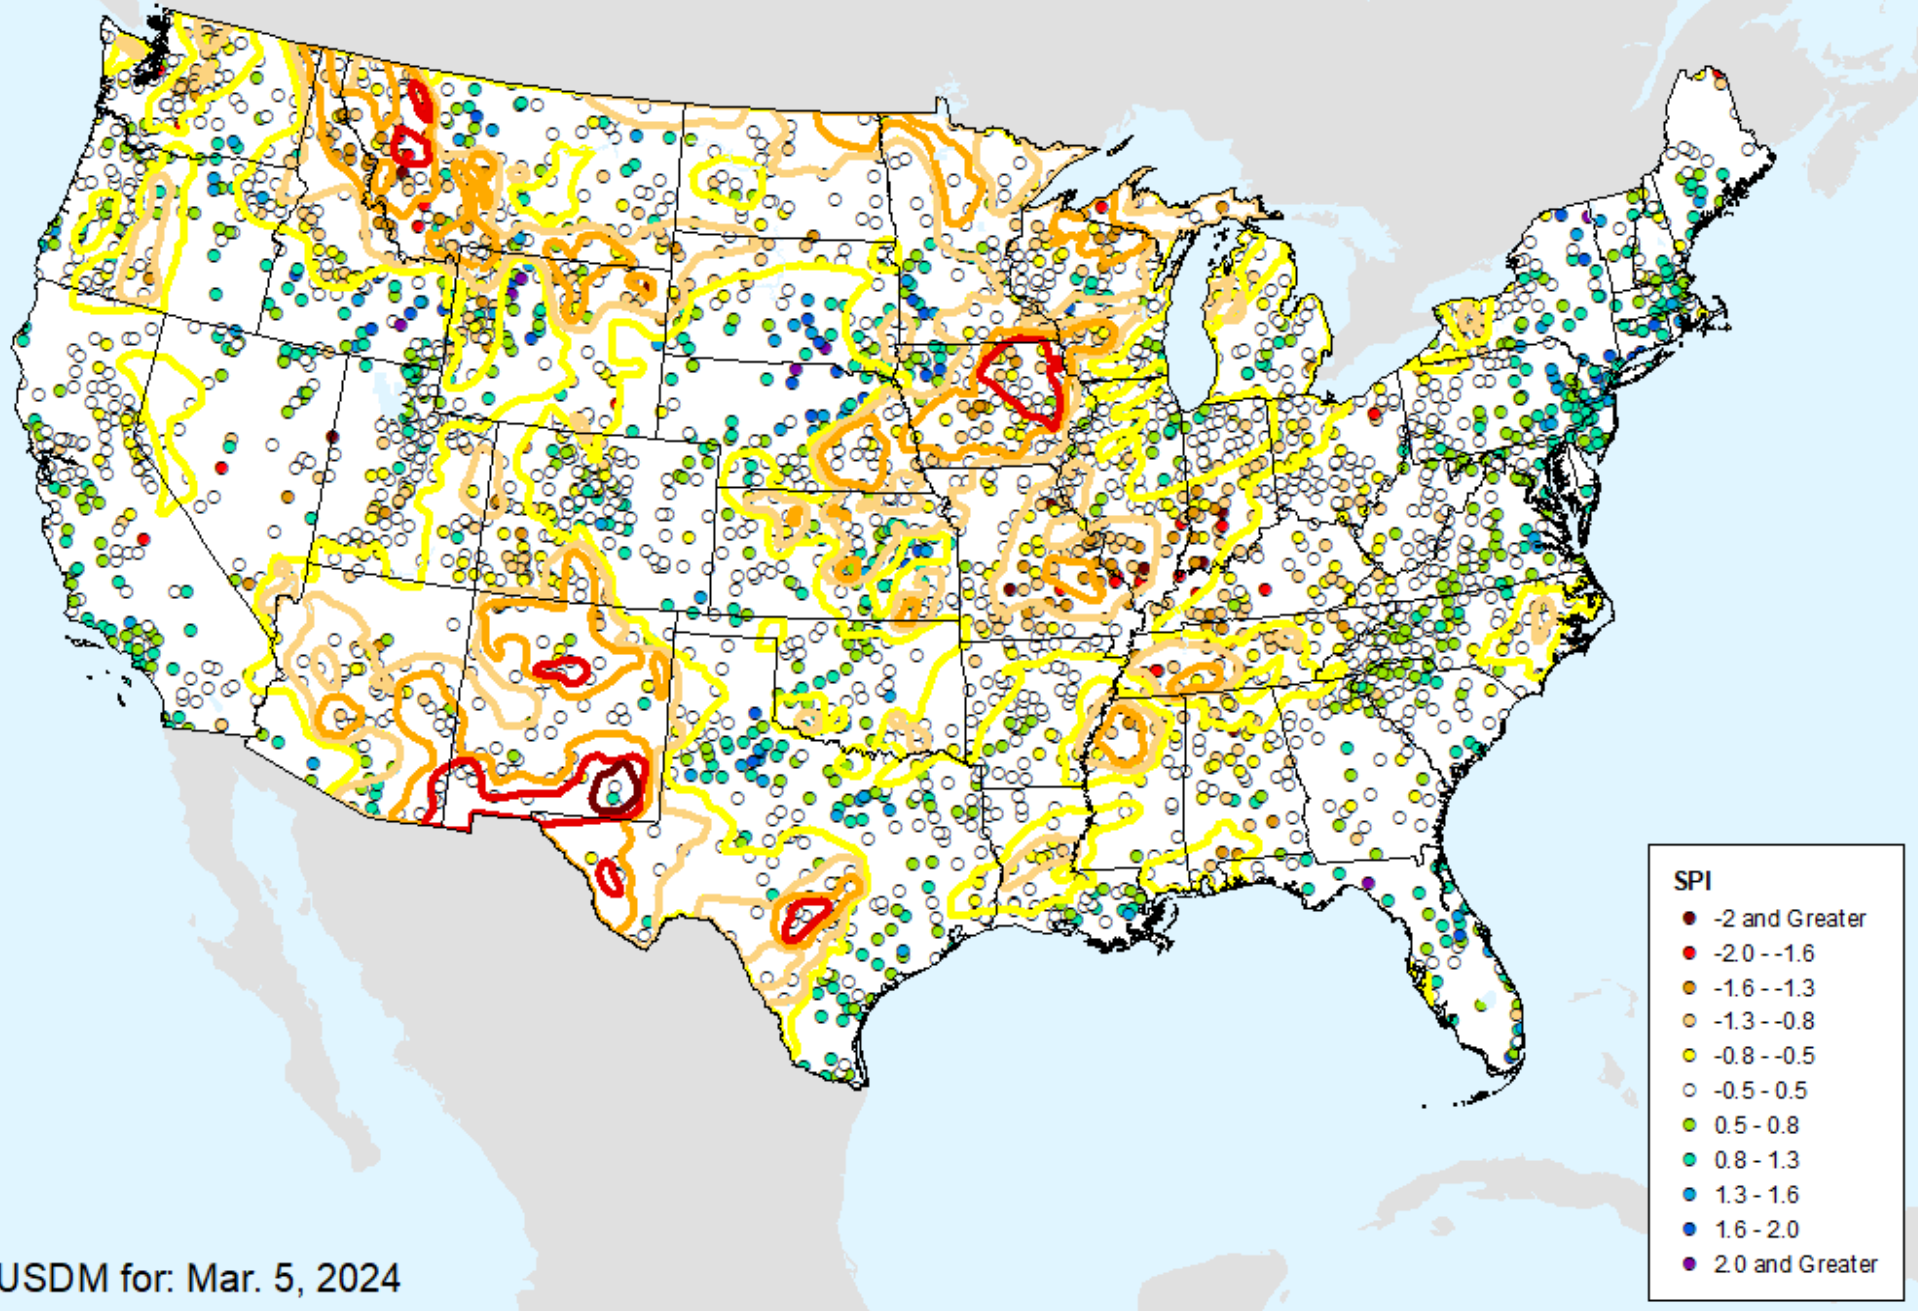 SPI
-2 and Greater
-2.0 - -1.6
-1.6 - -1.3
-1.3 - -0.8
-0.8 - -0.5
-0.5 - 0.5
0.5 - 0.8
0.8 - 1.3
1.3 - 1.6
1.6 - 2.0
2.0 and Greater
USDM for: Mar. 5, 2024